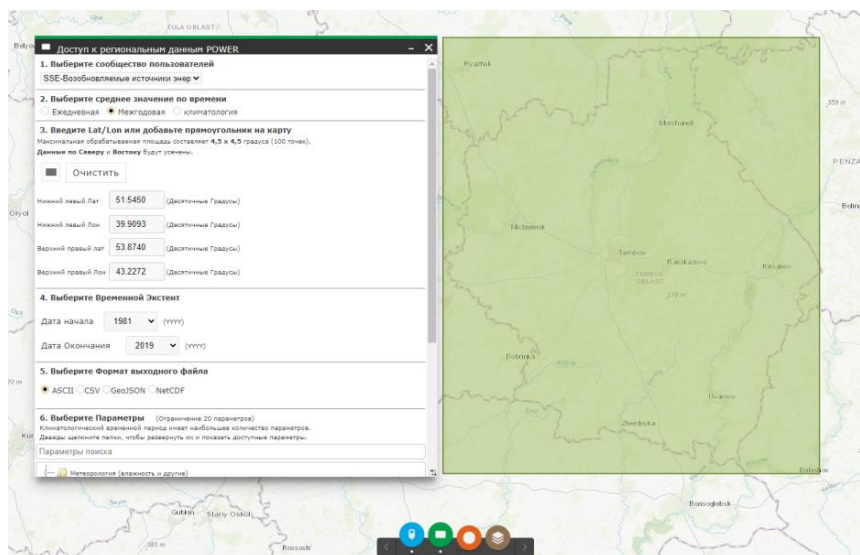 TULA OBLAST
Доступ к региональным данным POWER
1. Выберите сообщество пользователей
SSE-Возобновляемые источники энер
2. Выберите среднее значение по времени
Ежедневная Межгодовая климатология
3. Введите Lat/Lon или добавьте прямоугольник на карту
Максимальная обрабатываемая площадь составляет 4,5 x 4,5 градуса (100 точек).
Данные по Северу и Востоку будут усечены.
Очистить
Нижний левый Лат 51.5450 (Десятичные Градусы)
Нижний левый Лон 39.9093 (Десятичные Градусы)
Верхний правый лат 53.8740 (Десятичные Градусы)
Верхний правый Лон 43.2272 (Десятичные Градусы)
4. Выберите Временной Экстент
Дата начала 1981 (YYYY)
Дата Окончания 2019 (YYYY)
5. Выберите Формат выходного файла
ASCII CSV GeoJSON NetCDF
6. Выберите Параметры (Ограничение 20 параметров)
Климатологический временной период имеет наибольшее количество параметров.
Дважды щелкните папки, чтобы развернуть их и показать доступные параметры.
Параметры поиска
Метеорология (влажность и другие)
Ryazhsk
359 m
Morshansk
PENZA
Oryol
Michurinsk
Tambov
Rasskazovo
Kirsanov
TAMBOV
OBLAST
Dobrinka
Uvarovo
Zherdevka
Balashov
Borisoglebsk
Gubkin
Stary Oskol
385 m
Rossosh